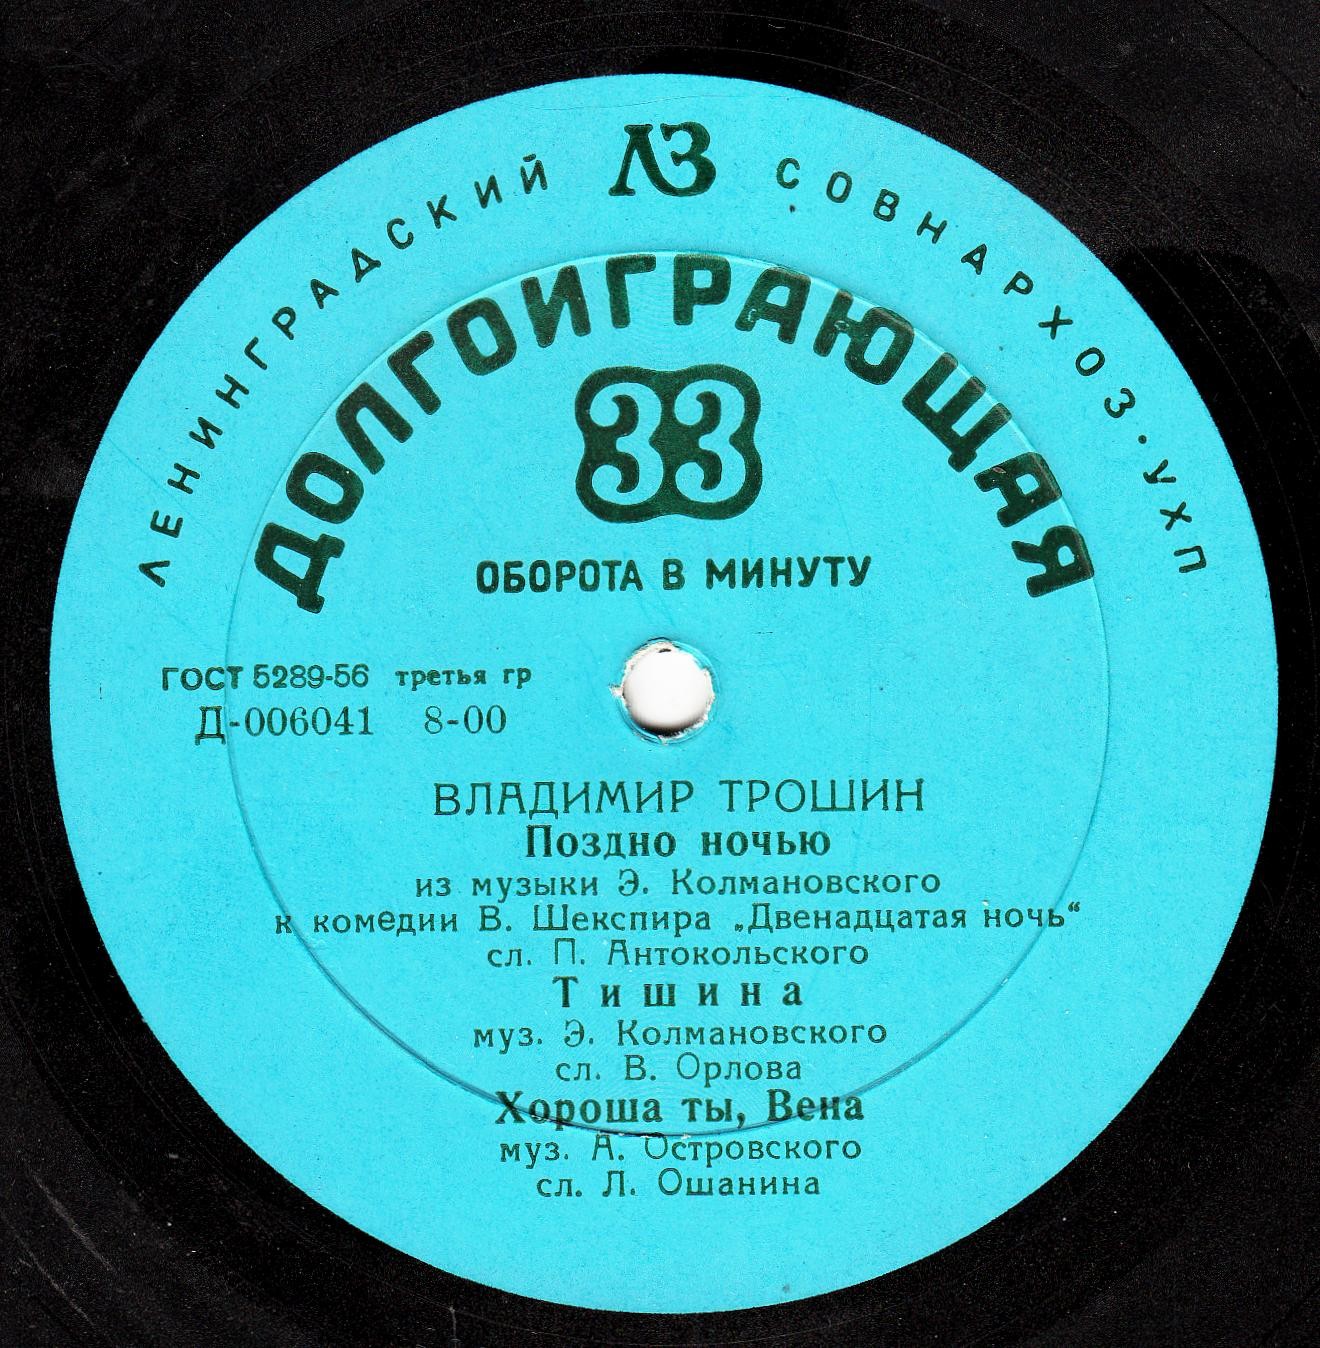 ЛЕНИНГРАДСКИЙ ЛЗ СОВНАРХОЗ · УХП
ДОЛГОИГРАЮЩАЯ
33
ОБОРОТА В МИНУТУ
ГОСТ 5289-56 третья гр
Д-006041 8-00
ВЛАДИМИР ТРОШИН
Поздно ночью
из музыки Э. Колмановского
к комедии В. Шекспира „Двенадцатая ночь“
сл. П. Антокольского
Тишина
муз. Э. Колмановского
сл. В. Орлова
Хороша ты, Вена
муз. А. Островского
сл. Л. Ошанина